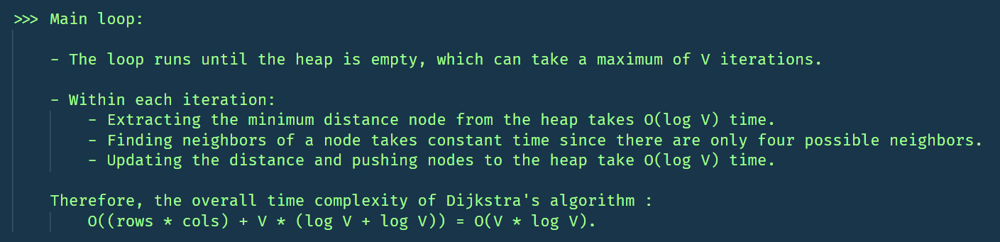 >>> Main loop:
- The loop runs until the heap is empty, which can take a maximum of V iterations.
- Within each iteration:
- Extracting the minimum distance node from the heap takes O(log V) time.
- Finding neighbors of a node takes constant time since there are only four possible neighbors.
- Updating the distance and pushing nodes to the heap take O(log V) time.
Therefore, the overall time complexity of Dijkstra's algorithm :
O((rows * cols) + V * (log V + log V)) = O(V * log V).